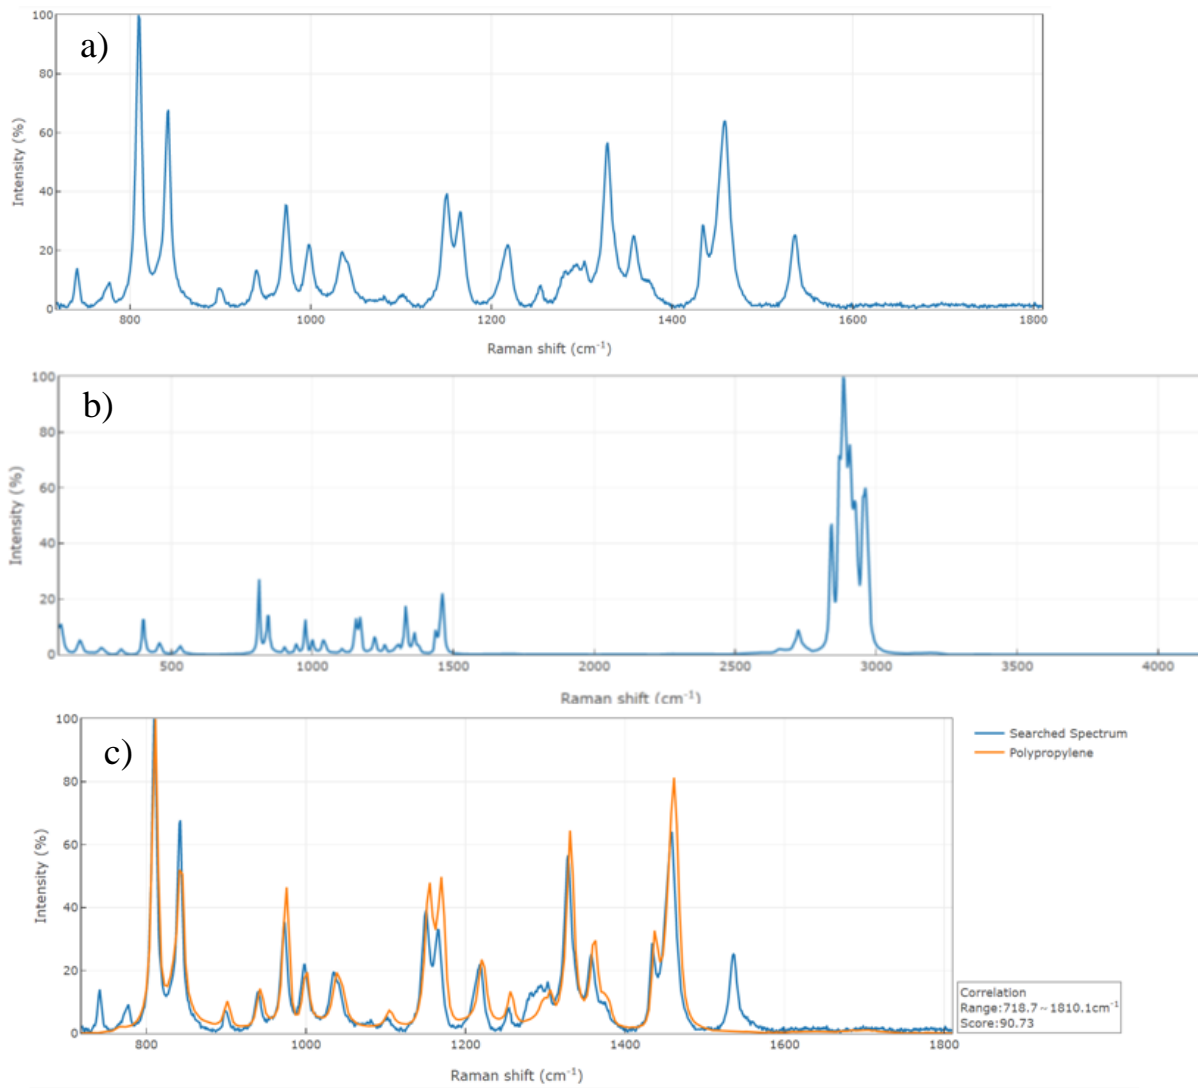 a)
100
80
60
40
20
0
Intensity (%)
800 1000 1200 1400 1600 1800
Raman shift (cm⁻¹)
b)
100
80
60
40
20
0
Intensity (%)
500 1000 1500 2000 2500 3000 3500 4000
Raman shift (cm⁻¹)
c)
100
80
60
40
20
0
Intensity (%)
800 1000 1200 1400 1600 1800
Raman shift (cm⁻¹)
Searched Spectrum
Polypropylene
Correlation
Range:718.7~1810.1cm⁻¹
Score:90.73